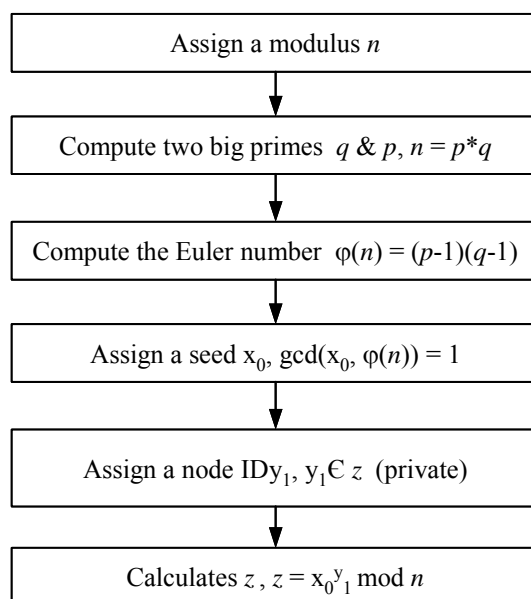 Assign a modulus n
Compute two big primes q & p, n = p*q
Compute the Euler number φ(n) = (p-1)(q-1)
Assign a seed x₀, gcd(x₀, φ(n)) = 1
Assign a node IDy₁, y₁Є z (private)
Calculates z , z = x₀ʸ₁ mod n